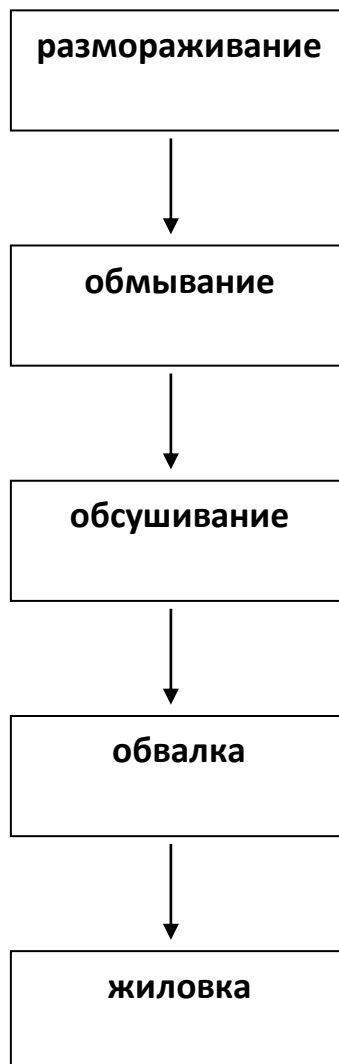 размораживание
обмывание
обсушивание
обвалка
жиловка